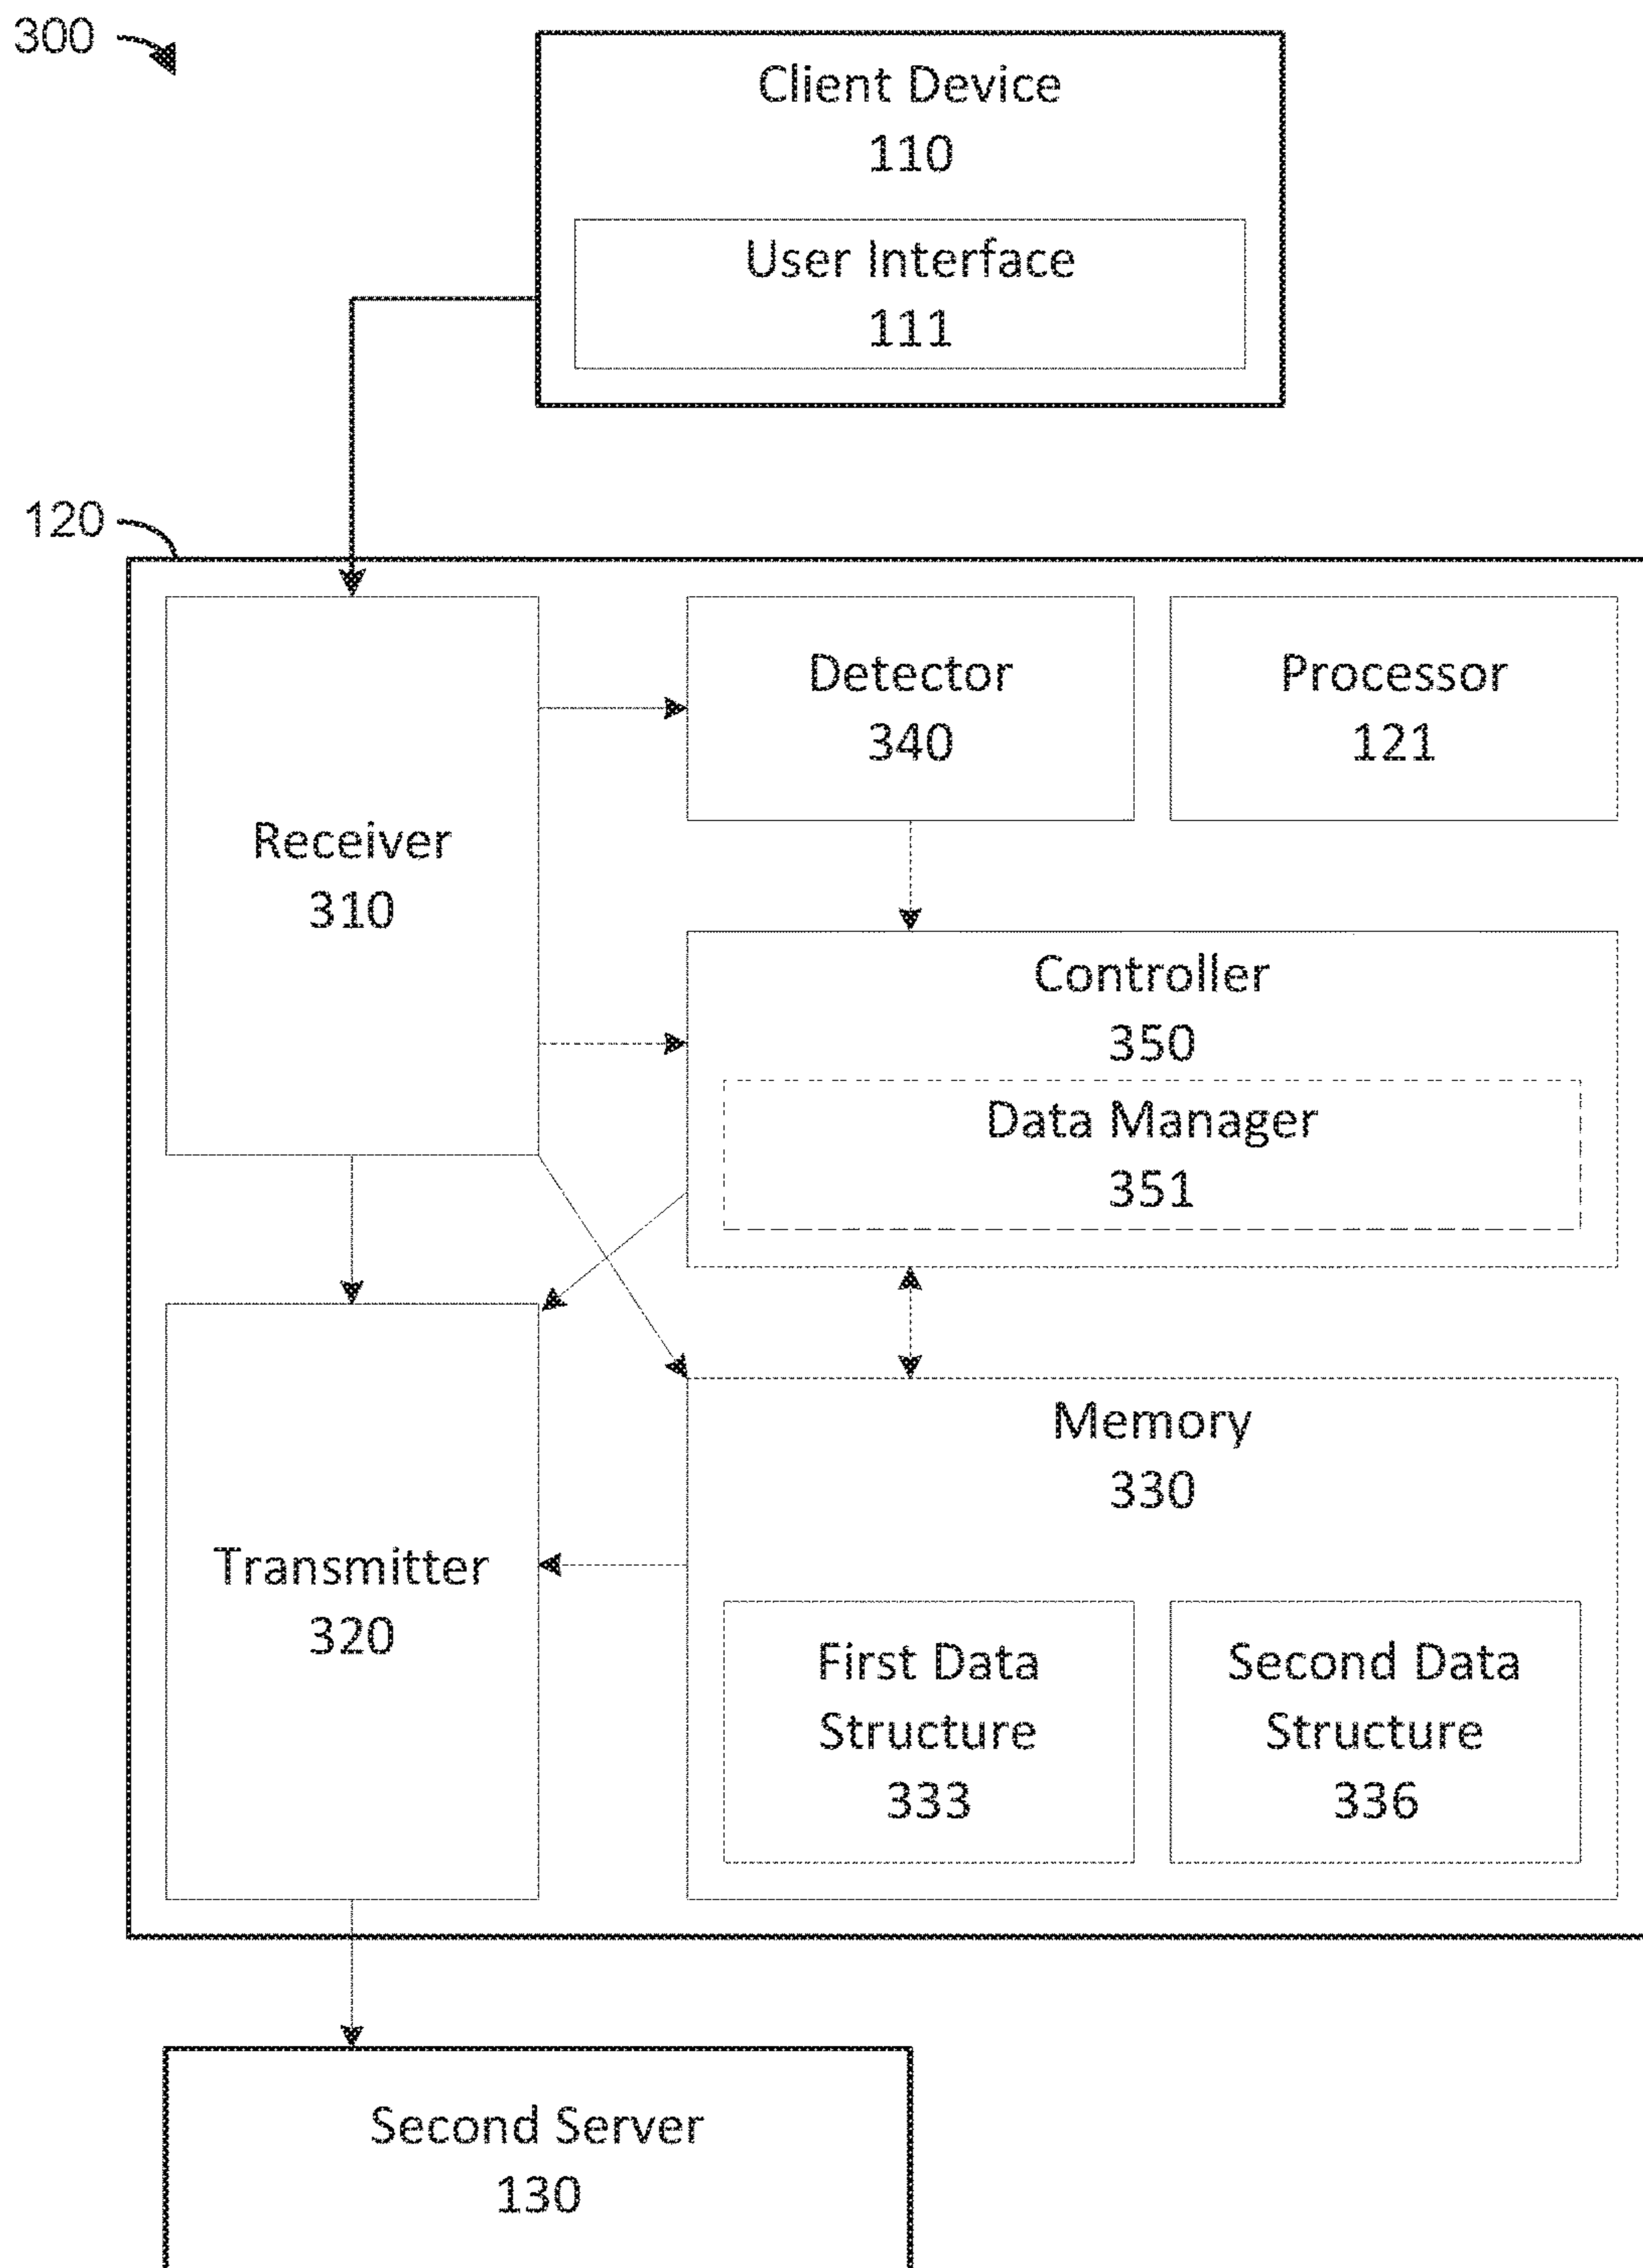 300
Client Device
110
User Interface
111
120
Receiver
310
Detector
340
Processor
121
Controller
350
Data Manager
351
Transmitter
320
Memory
330
First Data
Structure
333
Second Data
Structure
336
Second Server
130